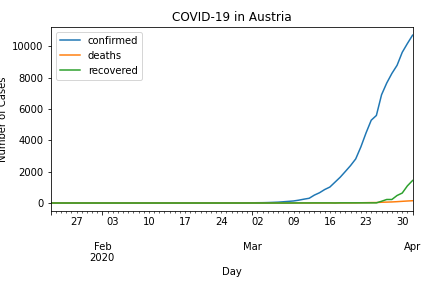 COVID-19 in Austria
confirmed
deaths
recovered
10000
8000
6000
4000
2000
0
Number of Cases
27 03 10 17 24 02 09 16 23 30
Feb Mar Apr
2020
Day